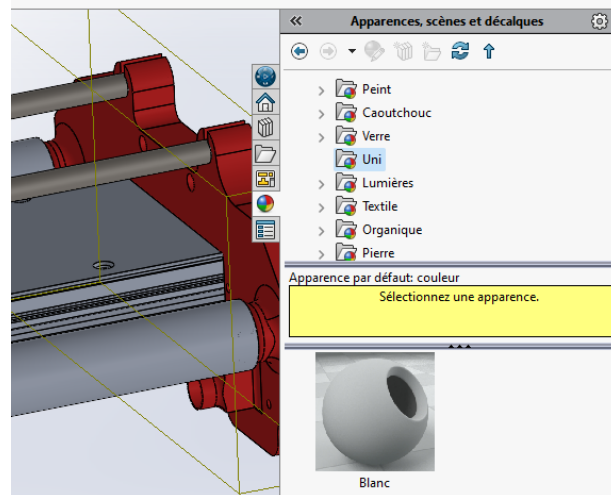 Apparences, scènes et décalques
Peint
Caoutchouc
Verre
Uni
Lumières
Textile
Organique
Pierre
Apparence par défaut: couleur
Sélectionnez une apparence.
Blanc